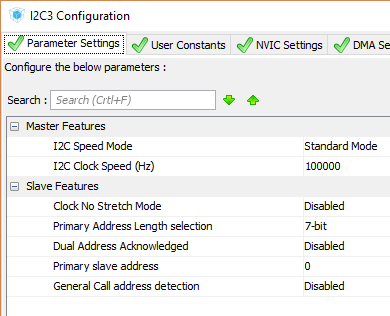 I2C3 Configuration
Parameter Settings User Constants NVIC Settings DMA Se
Configure the below parameters :
Search : Search (Crtl+F)
Master Features
I2C Speed Mode Standard Mode
I2C Clock Speed (Hz) 100000
Slave Features
Clock No Stretch Mode Disabled
Primary Address Length selection 7-bit
Dual Address Acknowledged Disabled
Primary slave address 0
General Call address detection Disabled